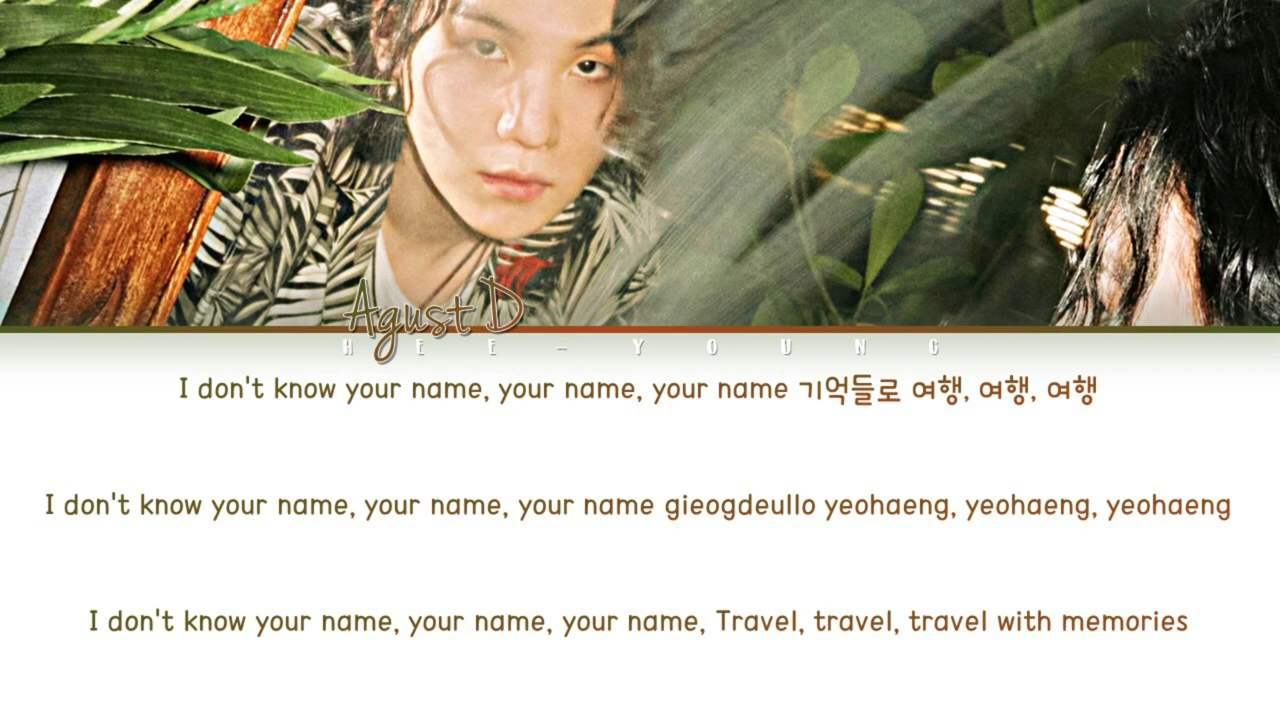 Agust D
HEE-YOUNG
I don't know your name, your name, your name 기억들로 여행, 여행, 여행
I don't know your name, your name, your name gieogdeullo yeohaeng, yeohaeng, yeohaeng
I don't know your name, your name, your name, Travel, travel, travel with memories